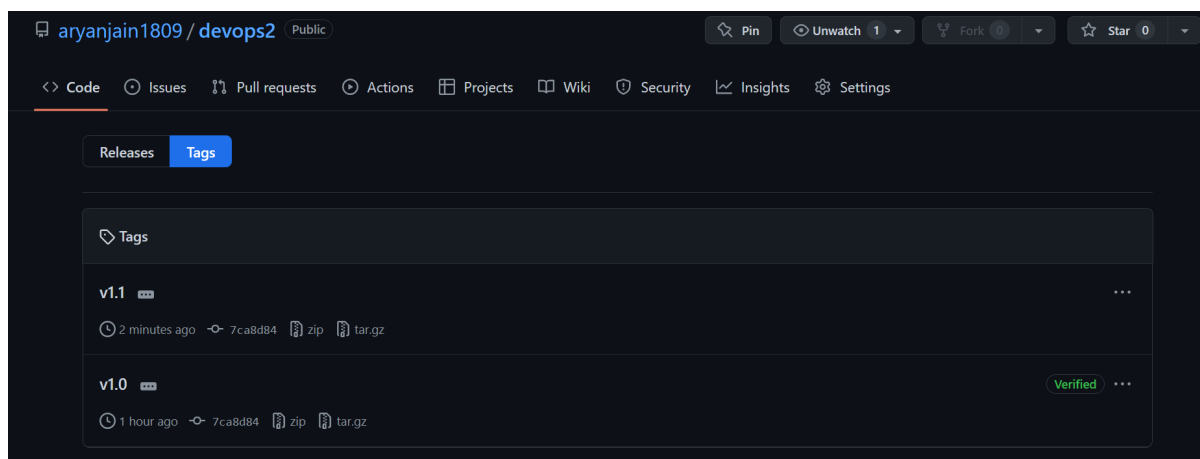 aryanjain1809 / devops2 Public Pin Unwatch 1 Fork 0 Star 0
<> Code Issues Pull requests Actions Projects Wiki Security Insights Settings
Releases Tags
Tags
v1.1 ...
2 minutes ago 7ca8d84 zip tar.gz
v1.0 Verified ...
1 hour ago 7ca8d84 zip tar.gz